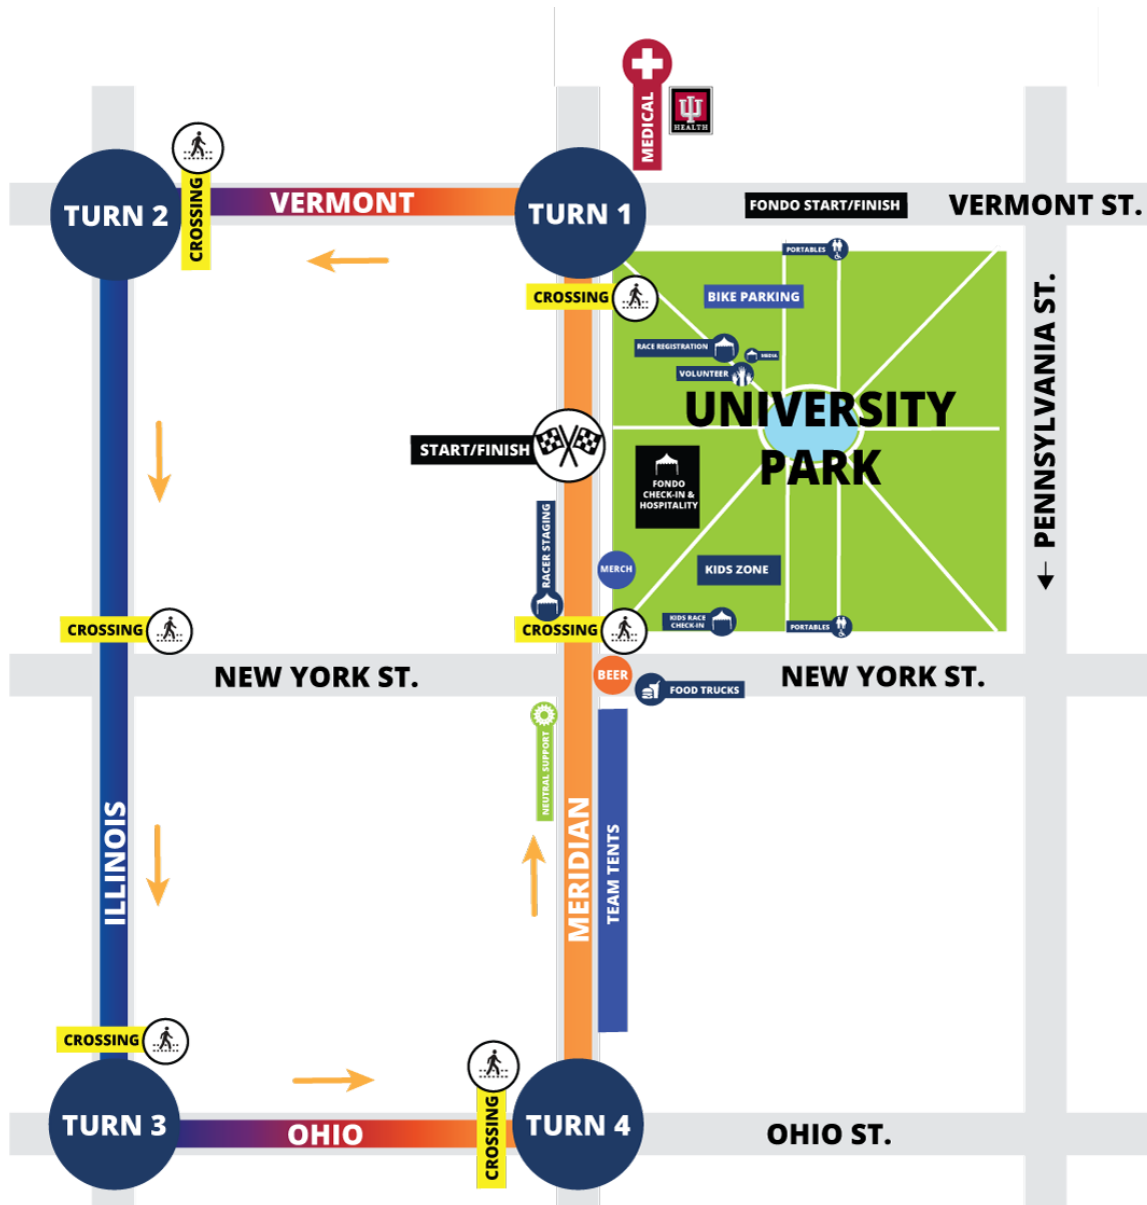 MEDICAL
HEALTH
CROSSING
TURN 2
VERMONT
TURN 1
FONDO START/FINISH
VERMONT ST.
PORTABLES
CROSSING
BIKE PARKING
RACE REGISTRATION
MEDIA
VOLUNTEER
UNIVERSITY
PARK
PENNSYLVANIA ST.
START/FINISH
FONDO
CHECK-IN &
HOSPITALITY
RACER STAGING
MERCH
KIDS ZONE
CROSSING
CROSSING
KIDS RACE
CHECK-IN
PORTABLES
NEW YORK ST.
BEER
FOOD TRUCKS
NEW YORK ST.
NEUTRAL SUPPORT
ILLINOIS
MERIDIAN
TEAM TENTS
CROSSING
TURN 3
OHIO
CROSSING
TURN 4
OHIO ST.